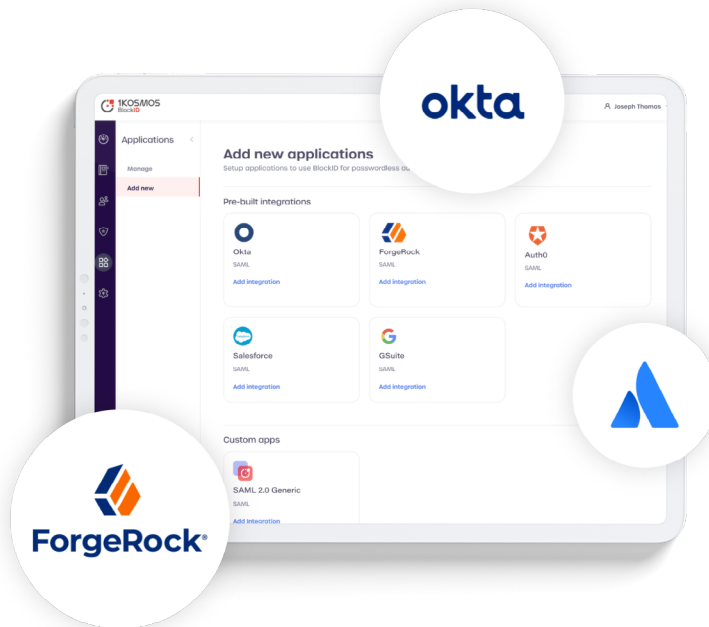 okta
1KOSMOS
BlockID
Joseph Thomas
Applications
Manage
Add new
Add new applications
Setup applications to use BlockID for passwordless
Pre-built integrations
Okta
SAML
Add integration
ForgeRock
SAML
Add integration
Auth0
SAML
Add integration
Salesforce
SAML
Add integration
GSuite
SAML
Add integration
Custom apps
SAML 2.0 Generic
SAML
Add Integration
ForgeRock®